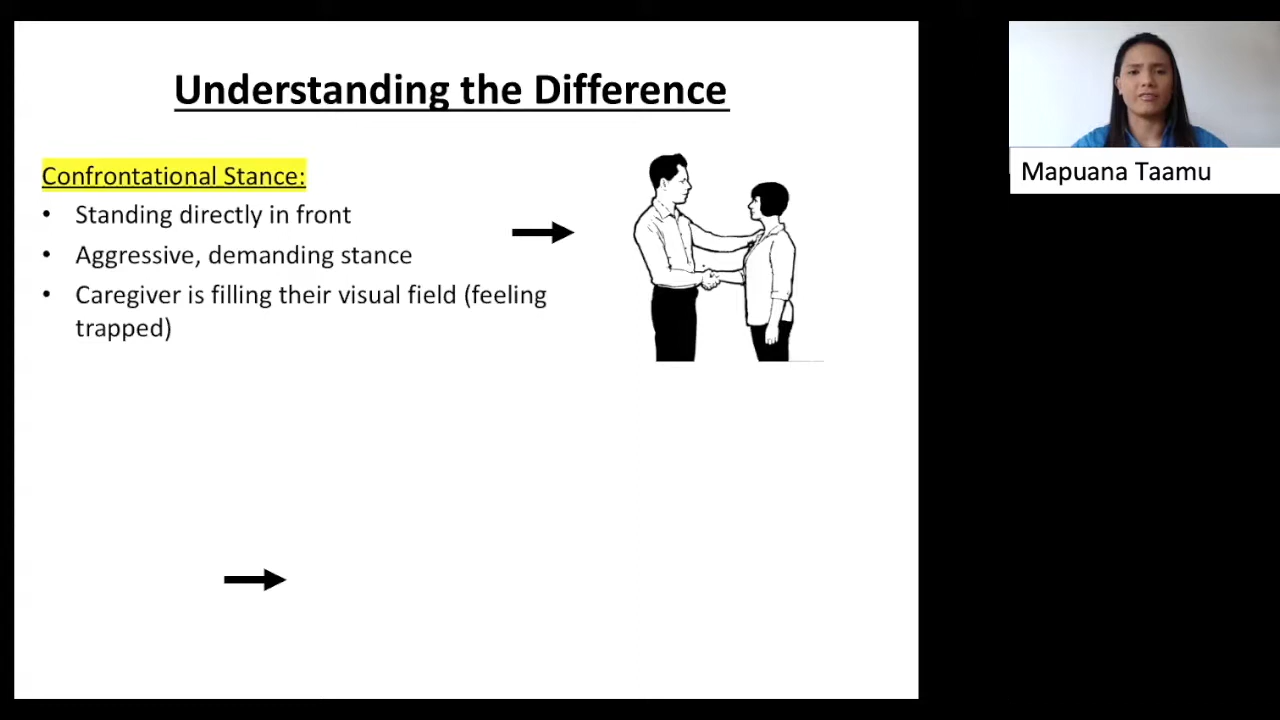 Understanding the Difference
Confrontational Stance:
• Standing directly in front
• Aggressive, demanding stance
• Caregiver is filling their visual field (feeling
trapped)
Mapuana Taamu